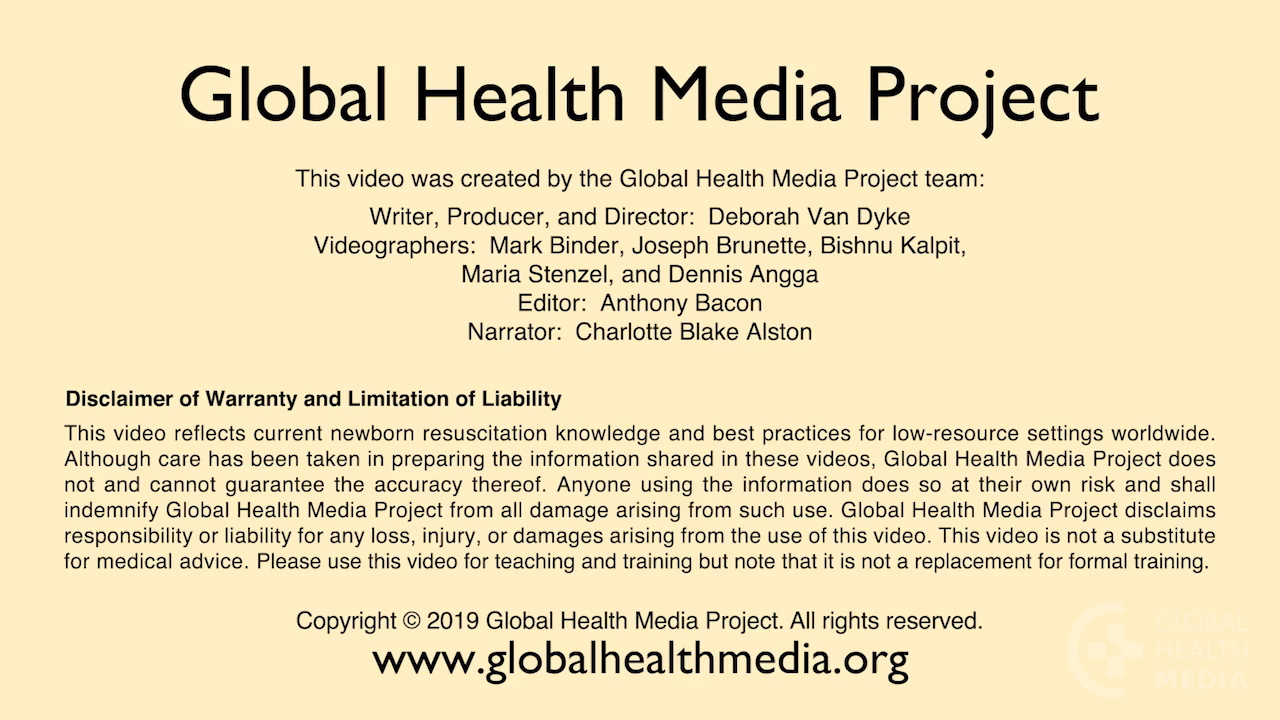 Global Health Media Project
This video was created by the Global Health Media Project team:
Writer, Producer, and Director:  Deborah Van Dyke
Videographers:  Mark Binder, Joseph Brunette, Bishnu Kalpit,
Maria Stenzel, and Dennis Angga
Editor:  Anthony Bacon
Narrator:  Charlotte Blake Alston
Disclaimer of Warranty and Limitation of Liability
This video reflects current newborn resuscitation knowledge and best practices for low-resource settings worldwide.
Although care has been taken in preparing the information shared in these videos, Global Health Media Project does
not and cannot guarantee the accuracy thereof. Anyone using the information does so at their own risk and shall
indemnify Global Health Media Project from all damage arising from such use. Global Health Media Project disclaims
responsibility or liability for any loss, injury, or damages arising from the use of this video. This video is not a substitute
for medical advice. Please use this video for teaching and training but note that it is not a replacement for formal training.
Copyright © 2019 Global Health Media Project. All rights reserved.
www.globalhealthmedia.org
GLOBAL
HEALTH
MEDIA